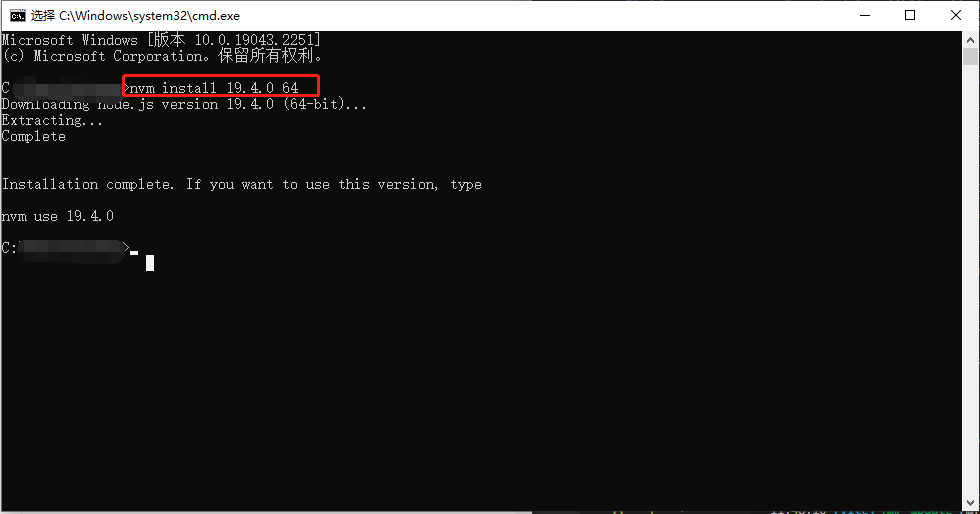 选择 C:\Windows\system32\cmd.exe
Microsoft Windows [版本 10.0.19043.2251]
(c) Microsoft Corporation。保留所有权利。
C >nvm install 19.4.0 64
Downloading node.js version 19.4.0 (64-bit)...
Extracting...
Complete
Installation complete. If you want to use this version, type
nvm use 19.4.0
C: >